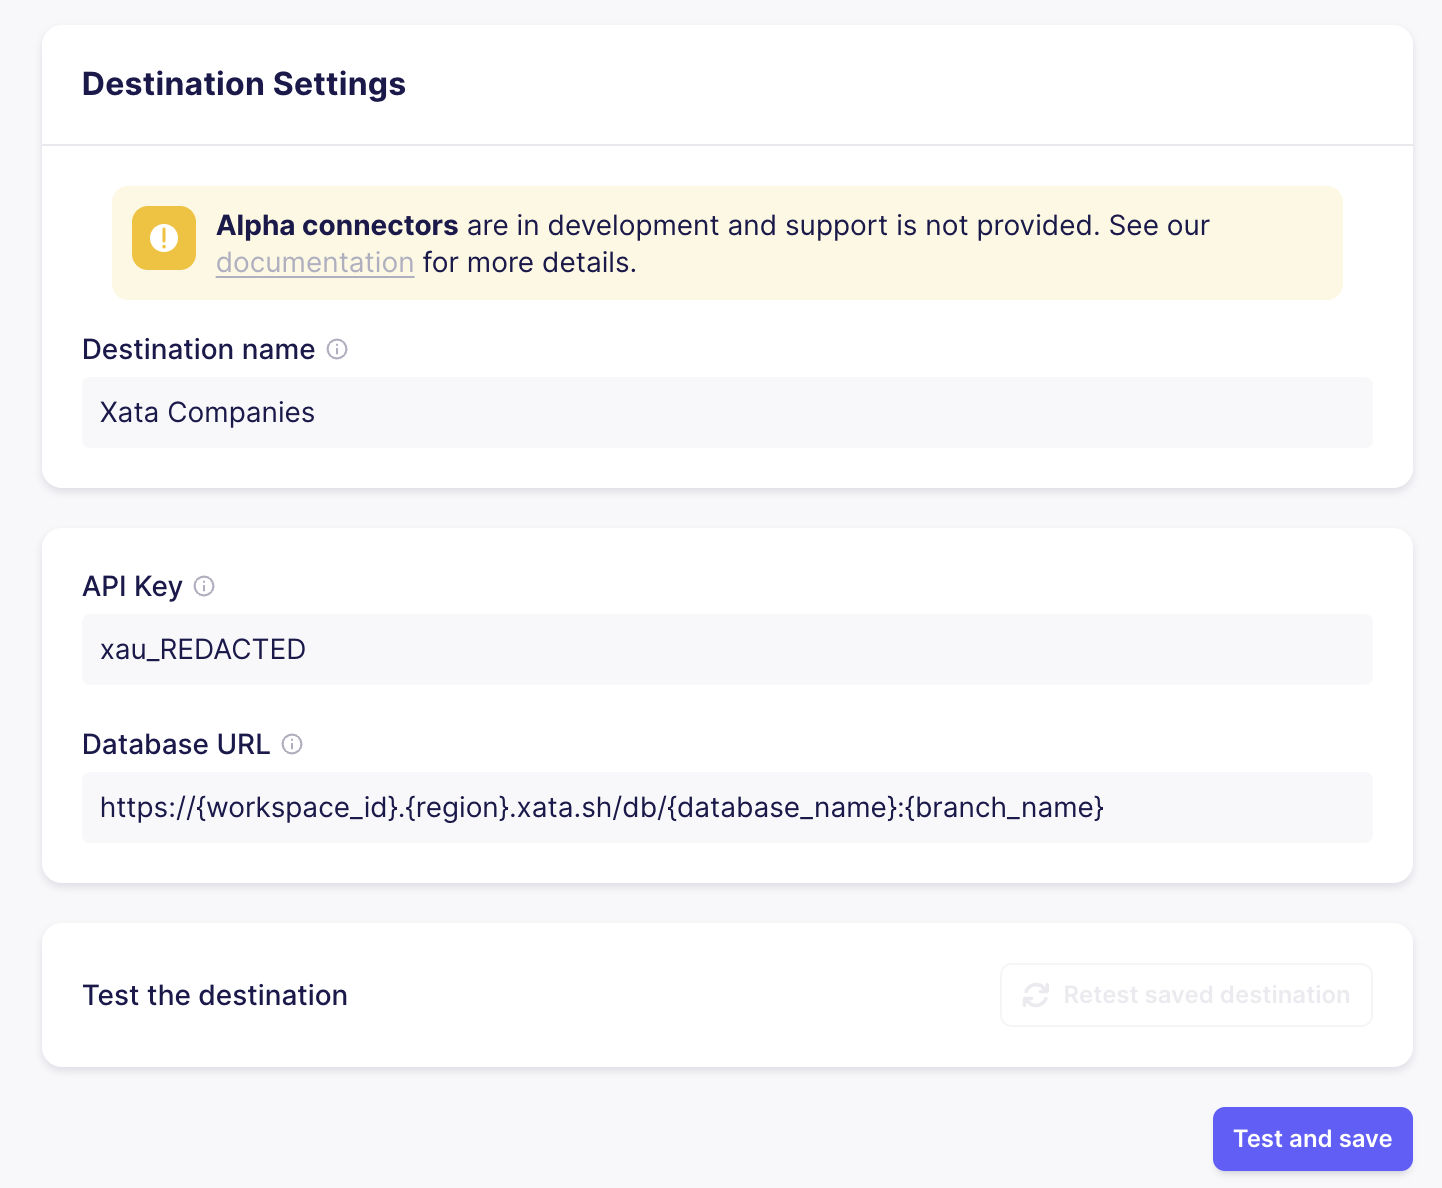 Destination Settings
Alpha connectors are in development and support is not provided. See our
documentation for more details.
Destination name
Xata Companies
API Key
xau_REDACTED
Database URL
https://{workspace_id}.{region}.xata.sh/db/{database_name}:{branch_name}
Test the destination
Retest saved destination
Test and save